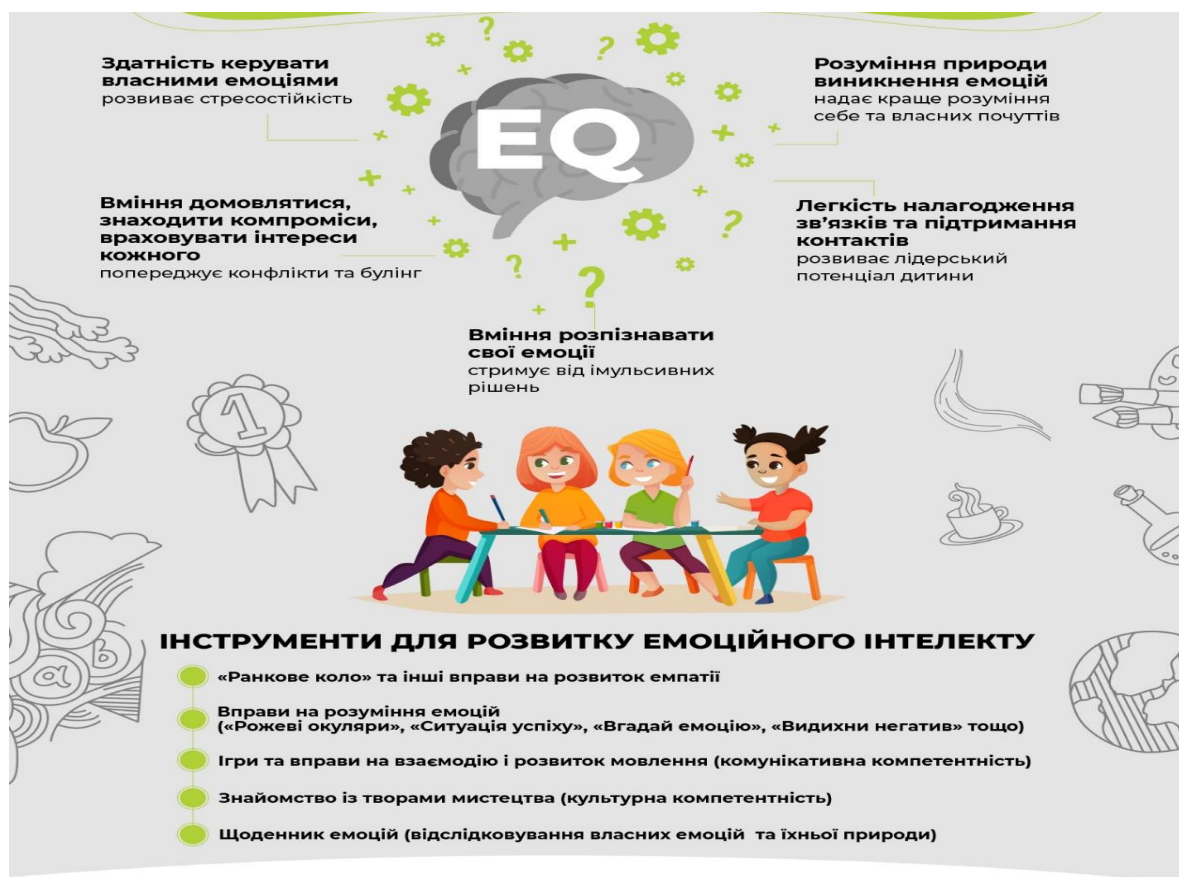 Здатність керувати
власними емоціями
розвиває стресостійкість
EQ
Розуміння природи
виникнення емоцій
надає краще розуміння
себе та власних почуттів
Вміння домовлятися,
знаходити компроміси,
враховувати інтереси
кожного
попереджує конфлікти та булінг
Легкість налагодження
зв’язків та підтримання
контактів
розвиває лідерський
потенціал дитини
Вміння розпізнавати
свої емоції
стримує від імульсивних
рішень
1
a
b
ІНСТРУМЕНТИ ДЛЯ РОЗВИТКУ ЕМОЦІЙНОГО ІНТЕЛЕКТУ
«Ранкове коло» та інші вправи на розвиток емпатії
Вправи на розуміння емоцій
(«Рожеві окуляри», «Ситуація успіху», «Вгадай емоцію», «Видихни негатив» тощо)
Ігри та вправи на взаємодію і розвиток мовлення (комунікативна компетентність)
Знайомство із творами мистецтва (культурна компетентність)
Щоденник емоцій (відслідковування власних емоцій та їхньої природи)